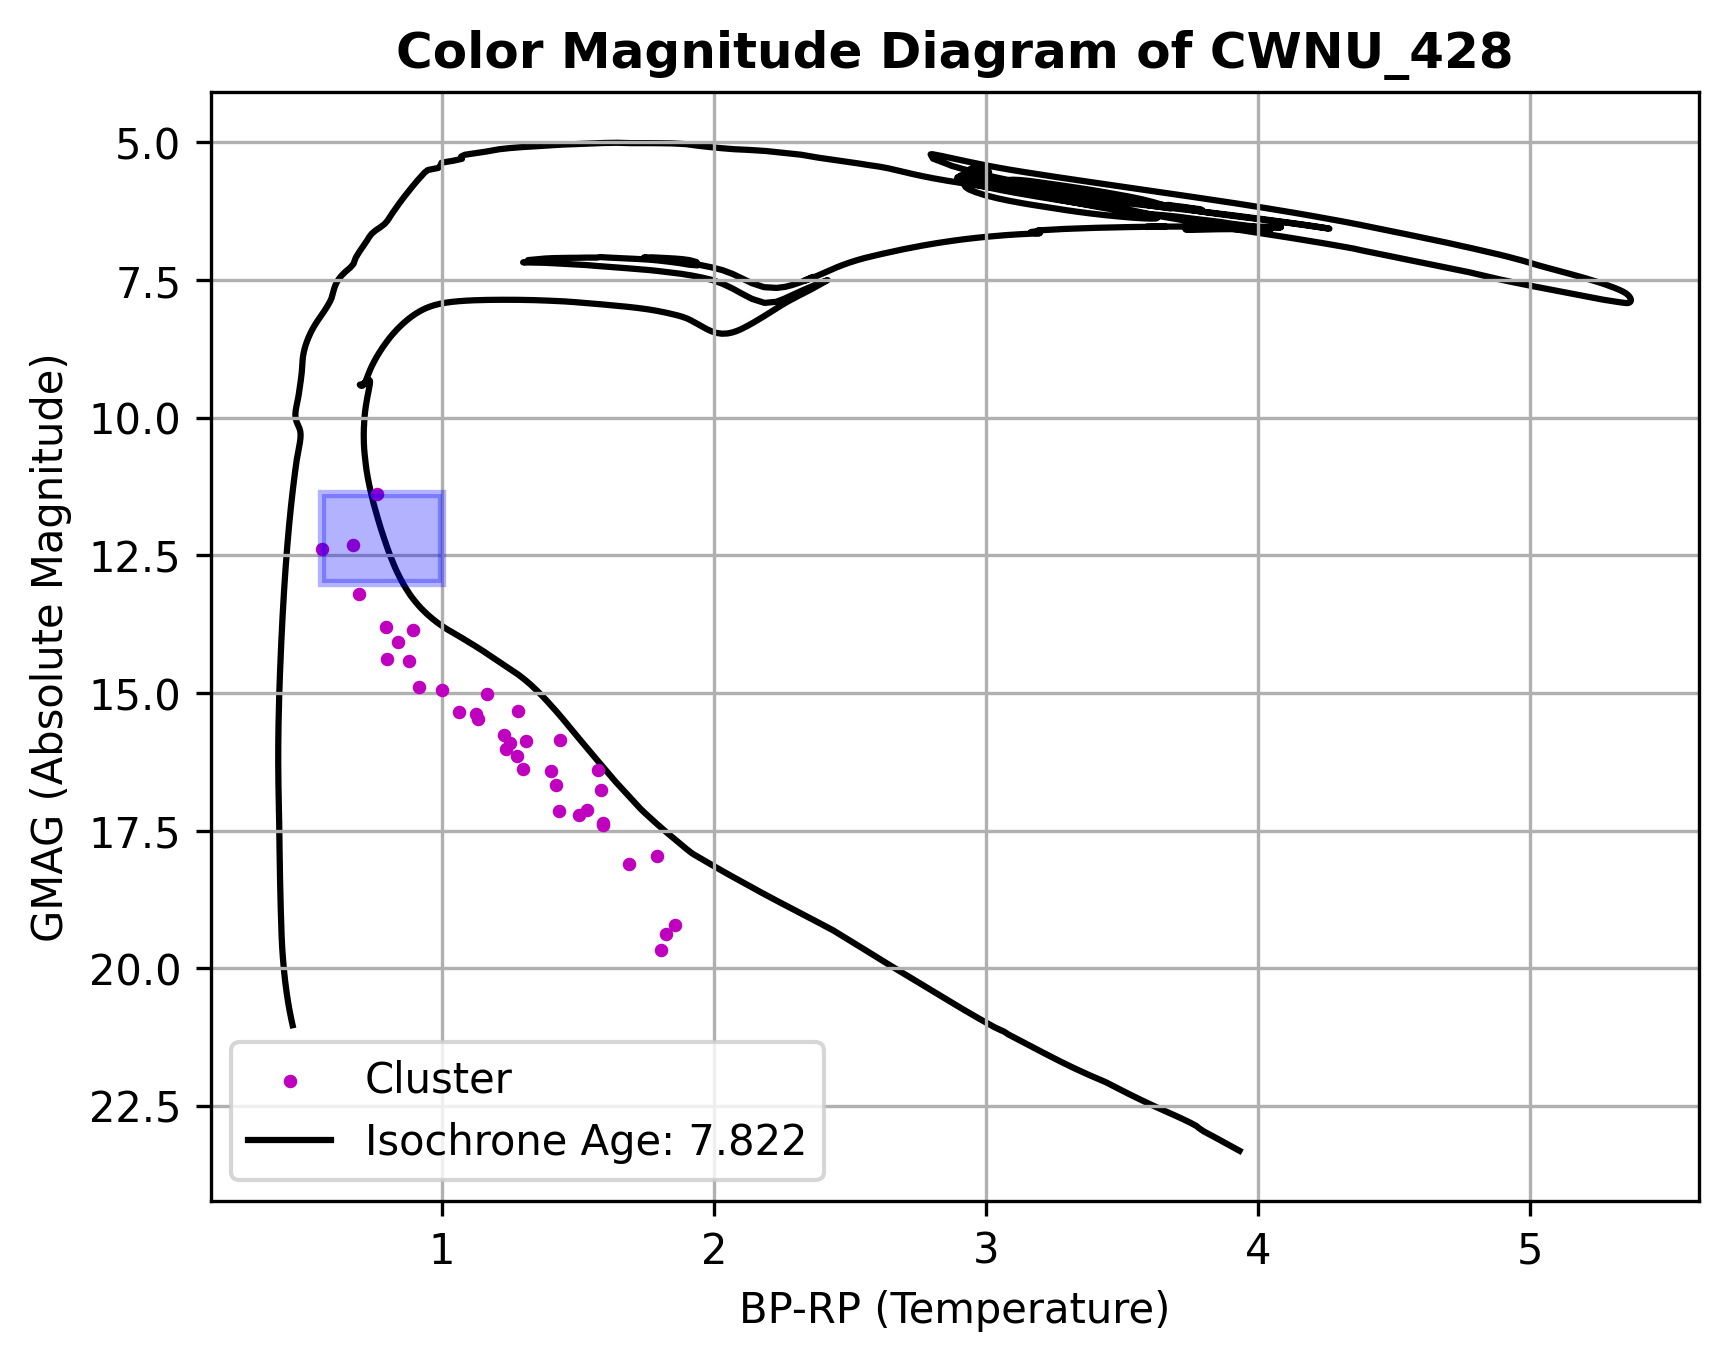 Color Magnitude Diagram of CWNU_428
5.0
7.5
10.0
12.5
15.0
17.5
20.0
22.5
GMAG (Absolute Magnitude)
Cluster
Isochrone Age: 7.822
1 2 3 4 5
BP-RP (Temperature)